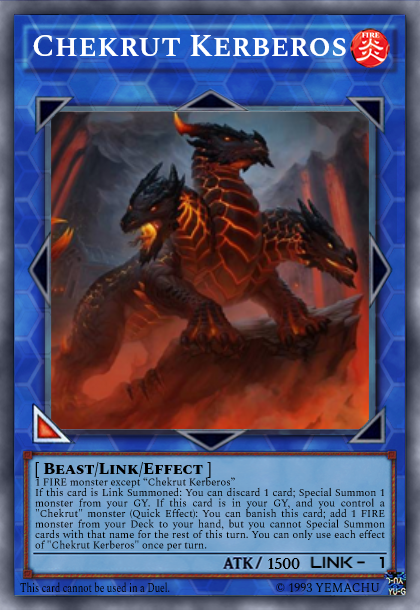 CHEKRUT KERBEROS
FIRE
炎
[ BEAST/LINK/EFFECT ]
1 FIRE monster except “Chekrut Kerberos”
If this card is Link Summoned: You can discard 1 card; Special Summon 1
monster from your GY. If this card is in your GY, and you control a
"Chekrut" monster (Quick Effect): You can banish this card; add 1 FIRE
monster from your Deck to your hand, but you cannot Special Summon
cards with that name for the rest of this turn. You can only use each effect
of "Chekrut Kerberos" once per turn.
ATK / 1500 LINK - 1
This card cannot be used in a Duel. © 1993 YEMACHU